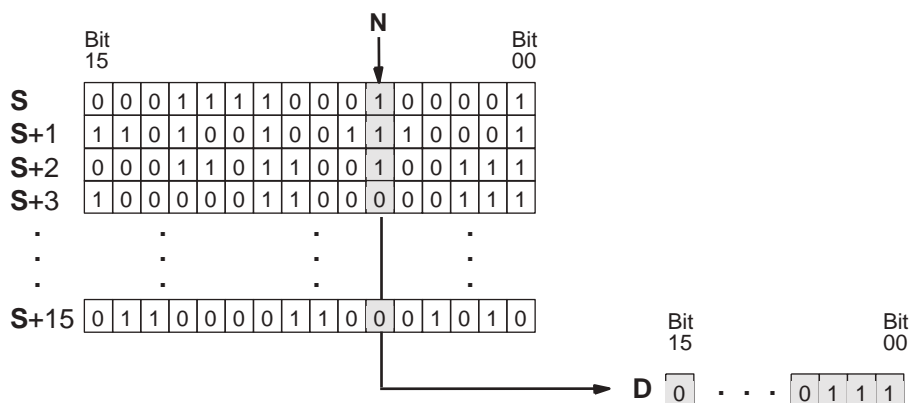 N
Bit Bit
15 00
S 0 0 0 1 1 1 1 0 0 0 1 0 0 0 0 1
S+1 1 1 0 1 0 0 1 0 0 1 1 1 0 0 0 1
S+2 0 0 0 1 1 0 1 1 0 0 1 0 0 1 1 1
S+3 1 0 0 0 0 0 1 1 0 0 0 0 0 1 1 1
. . . .
. . . .
. . . .
S+15 0 1 1 0 0 0 0 1 1 0 0 0 1 0 1 0
Bit Bit
15 00
D 0 . . . 0 1 1 1